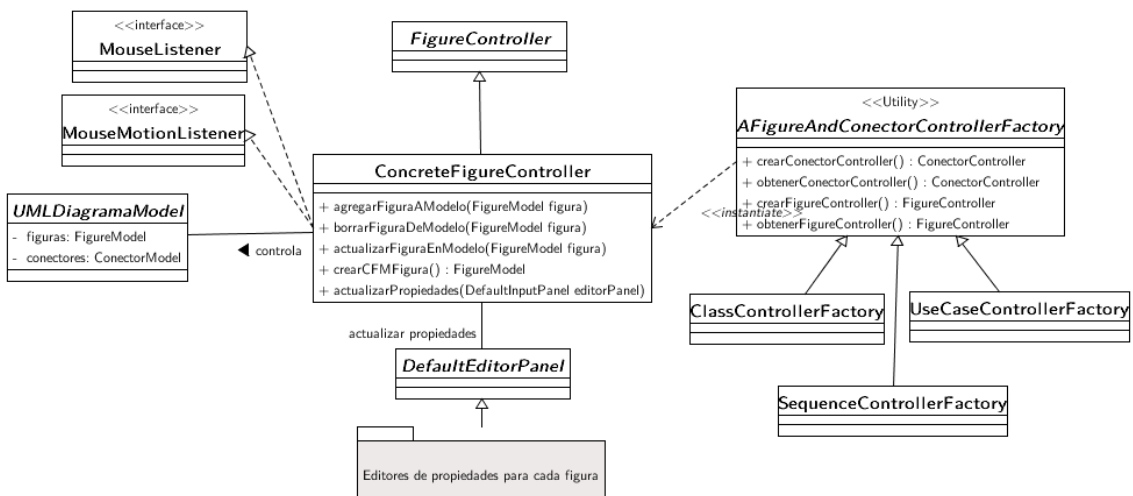 <<interface>>
MouseListener
<<interface>>
MouseMotionListener
UMLDiagramaModel
- figuras: FigureModel
- conectores: ConectorModel
controla
FigureController
ConcreteFigureController
+ agregarFiguraAModelo(FigureModel figura)
+ borrarFiguraDeModelo(FigureModel figura)
+ actualizarFiguraEnModelo(FigureModel figura)
+ crearCFMFigura() : FigureModel
+ actualizarPropiedades(DefaultInputPanel editorPanel)
actualizar propiedades
DefaultEditorPanel
Editores de propiedades para cada figura
<<Utility>>
AFigureAndConectorControllerFactory
+ crearConectorController() : ConectorController
+ obtenerConectorController() : ConectorController
+ crearFigureController() : FigureController
+ obtenerFigureController() : FigureController
<<instantiate>>
ClassControllerFactory
UseCaseControllerFactory
SequenceControllerFactory